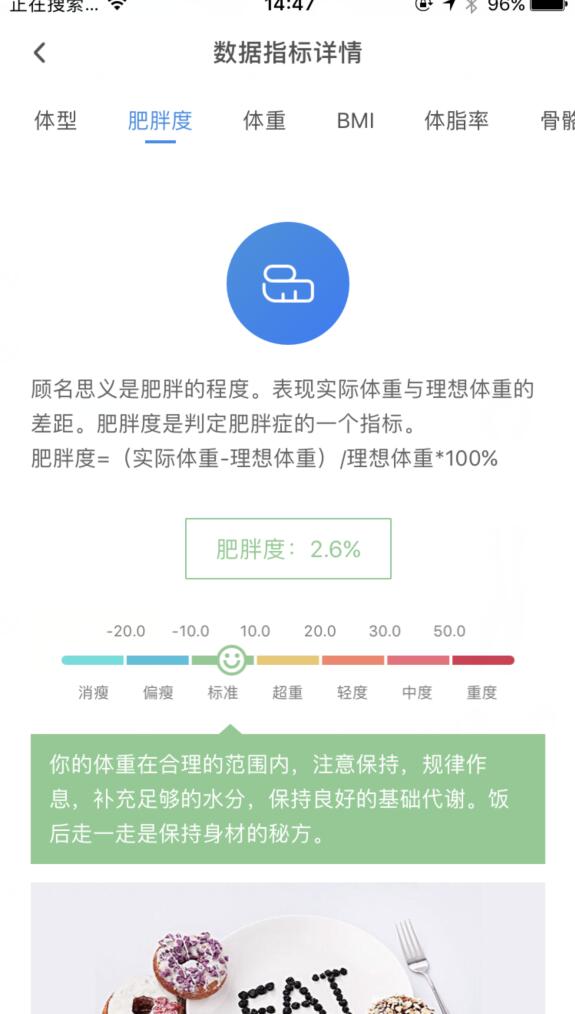 正在搜索... 14:47 96%
数据指标详情
体型 肥胖度 体重 BMI 体脂率 骨骼
顾名思义是肥胖的程度。表现实际体重与理想体重的
差距。肥胖度是判定肥胖症的一个指标。
肥胖度=（实际体重-理想体重）/理想体重*100%
肥胖度：2.6%
-20.0 -10.0 10.0 20.0 30.0 50.0
消瘦 偏瘦 标准 超重 轻度 中度 重度
你的体重在合理的范围内，注意保持，规律作
息，补充足够的水分，保持良好的基础代谢。饭
后走一走是保持身材的秘方。
EAT